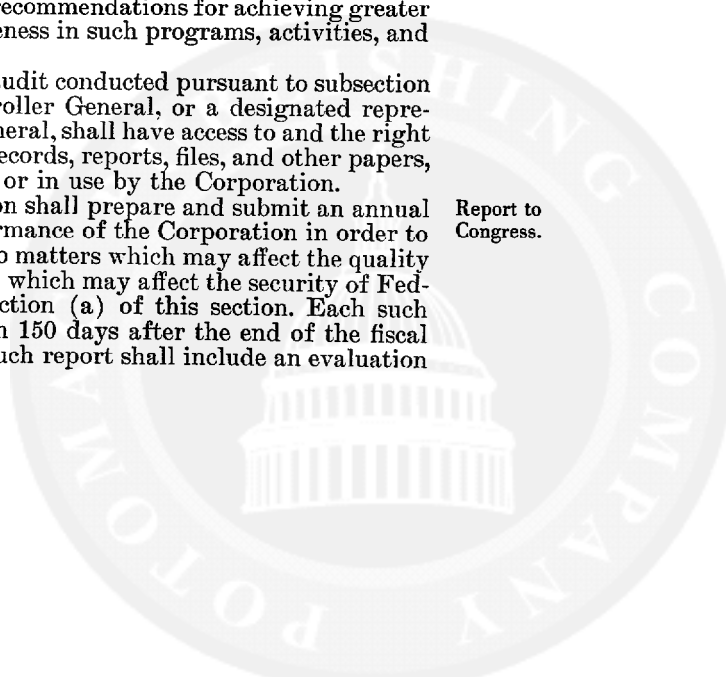 recommendations for achieving greater
eness in such programs, activities, and
udit conducted pursuant to subsection
roller General, or a designated repre-
neral, shall have access to and the right
ecords, reports, files, and other papers,
or in use by the Corporation.
on shall prepare and submit an annual
rmance of the Corporation in order to
o matters which may affect the quality
which may affect the security of Fed-
ction (a) of this section. Each such
n 150 days after the end of the fiscal
uch report shall include an evaluation
Report to
Congress.
POTOMAC PUBLISHING COMPANY